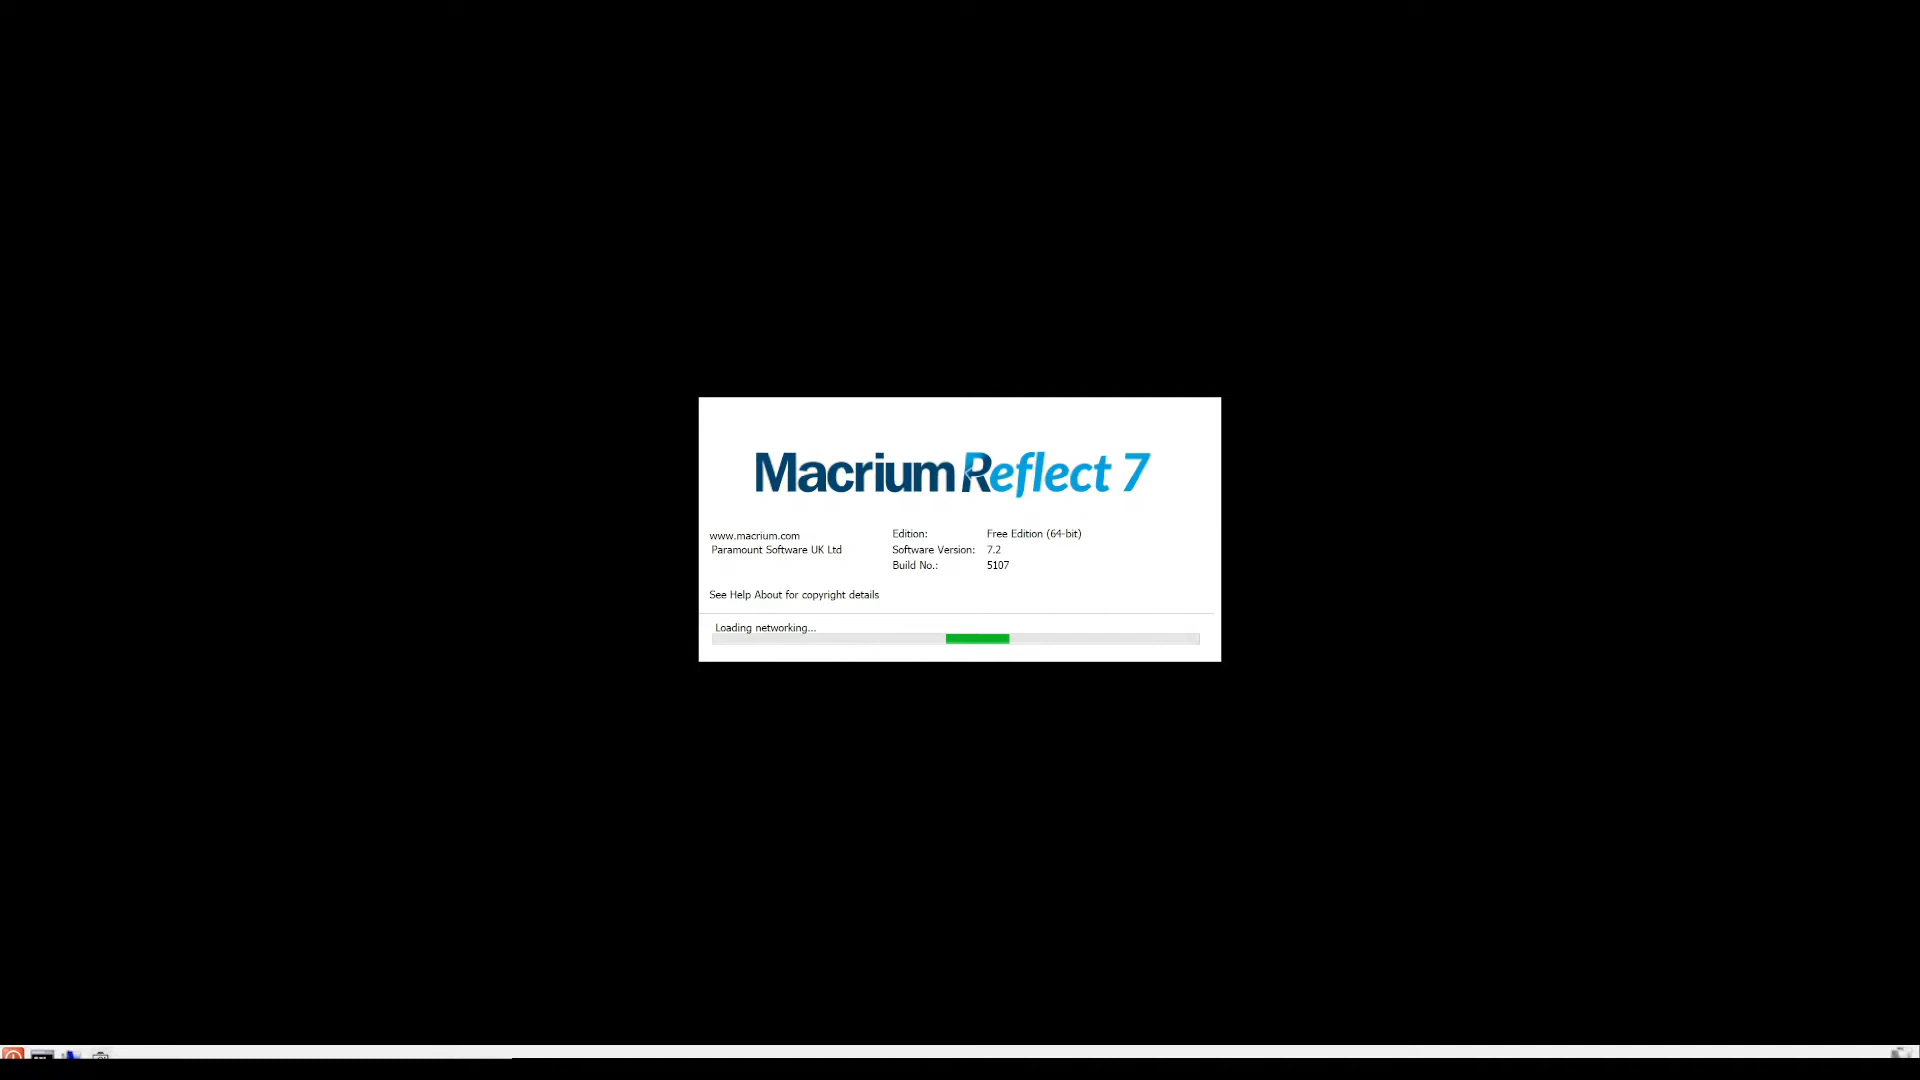 Macrium Reflect 7
www.macrium.com
Paramount Software UK Ltd
Edition: Free Edition (64-bit)
Software Version: 7.2
Build No.: 5107
See Help About for copyright details
Loading networking...